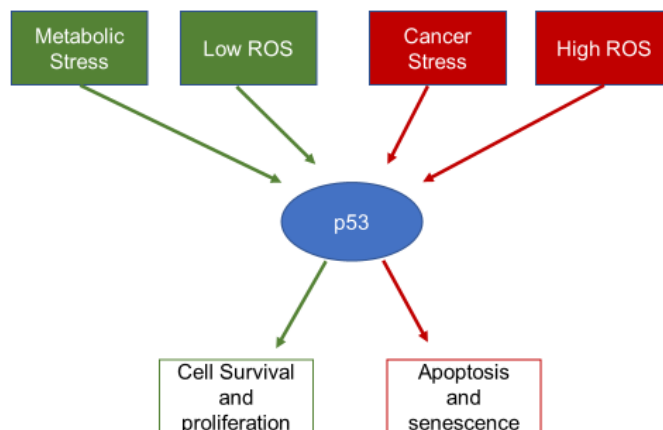 Metabolic
Stress
Low ROS
Cancer
Stress
High ROS
p53
Cell Survival
and
proliferation
Apoptosis
and
senescence